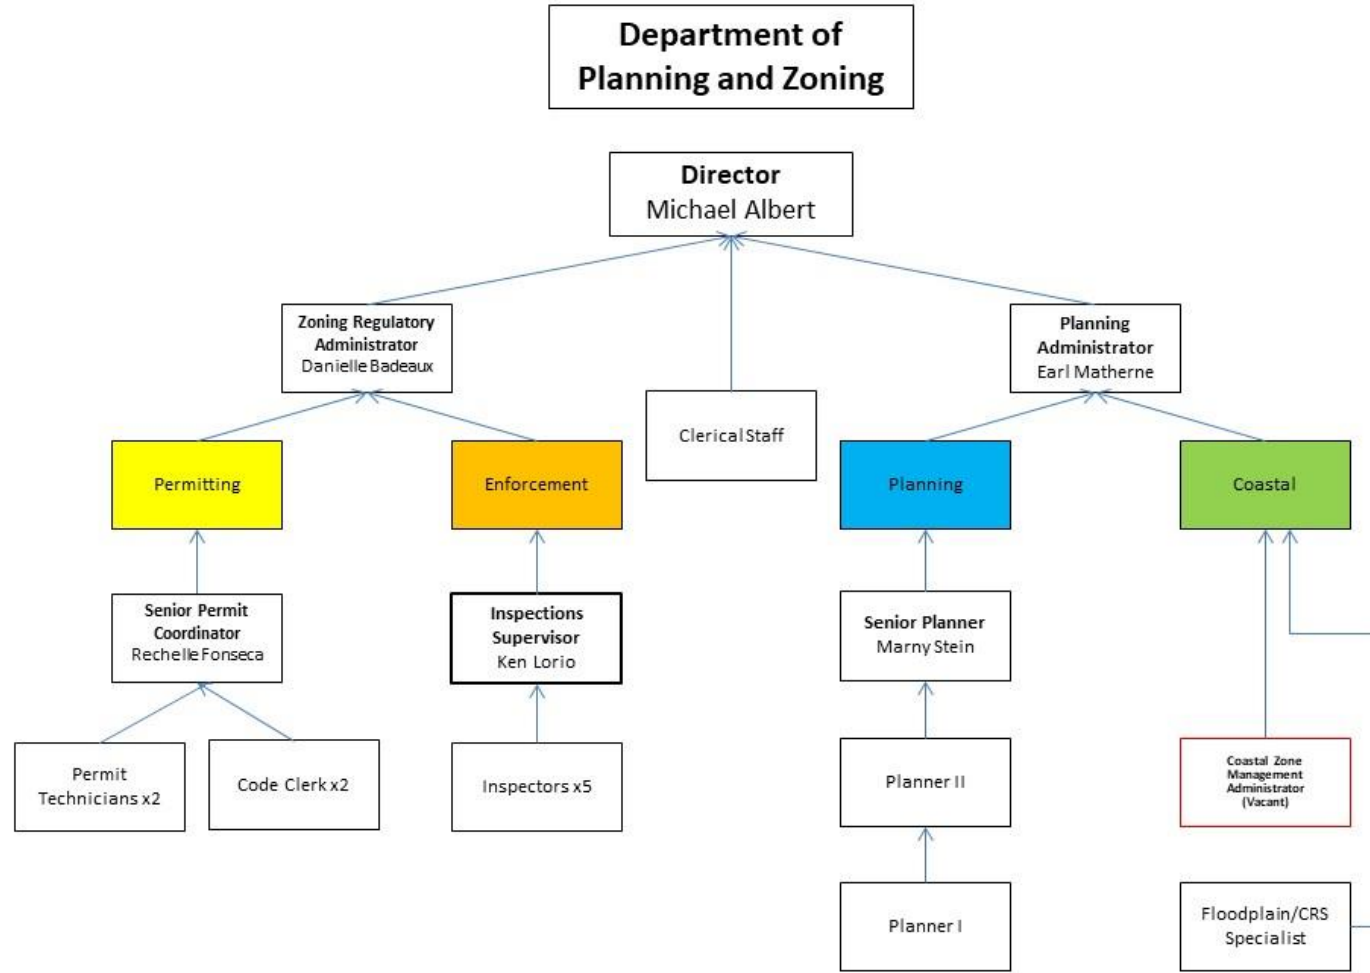 Department of
Planning and Zoning
Director
Michael Albert
Zoning Regulatory
Administrator
Danielle Badeaux
Planning
Administrator
Earl Matherne
Clerical Staff
Permitting
Enforcement
Planning
Coastal
Senior Permit
Coordinator
Rechelle Fonseca
Inspections
Supervisor
Ken Lorio
Senior Planner
Marny Stein
Permit
Technicians x2
Code Clerk x2
Inspectors x5
Planner II
Coastal Zone
Management
Administrator
(Vacant)
Planner I
Floodplain/CRS
Specialist